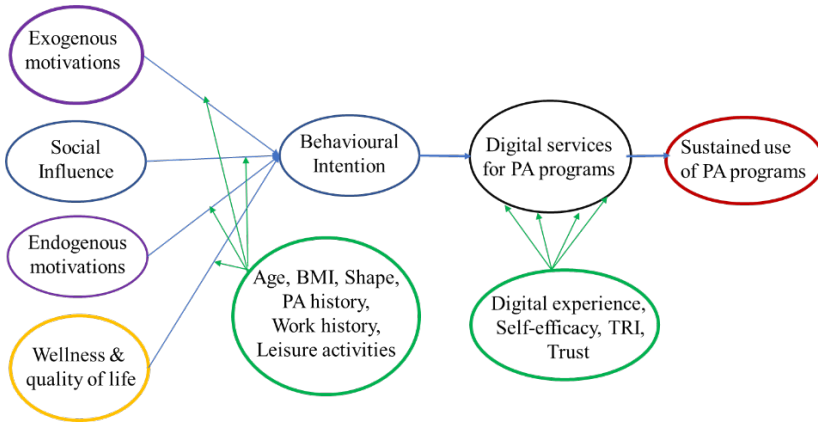 Exogenous
motivations
Social
Influence
Endogenous
motivations
Wellness &
quality of life
Behavioural
Intention
Age, BMI, Shape,
PA history,
Work history,
Leisure activities
Digital services
for PA programs
Digital experience,
Self-efficacy, TRI,
Trust
Sustained use
of PA programs